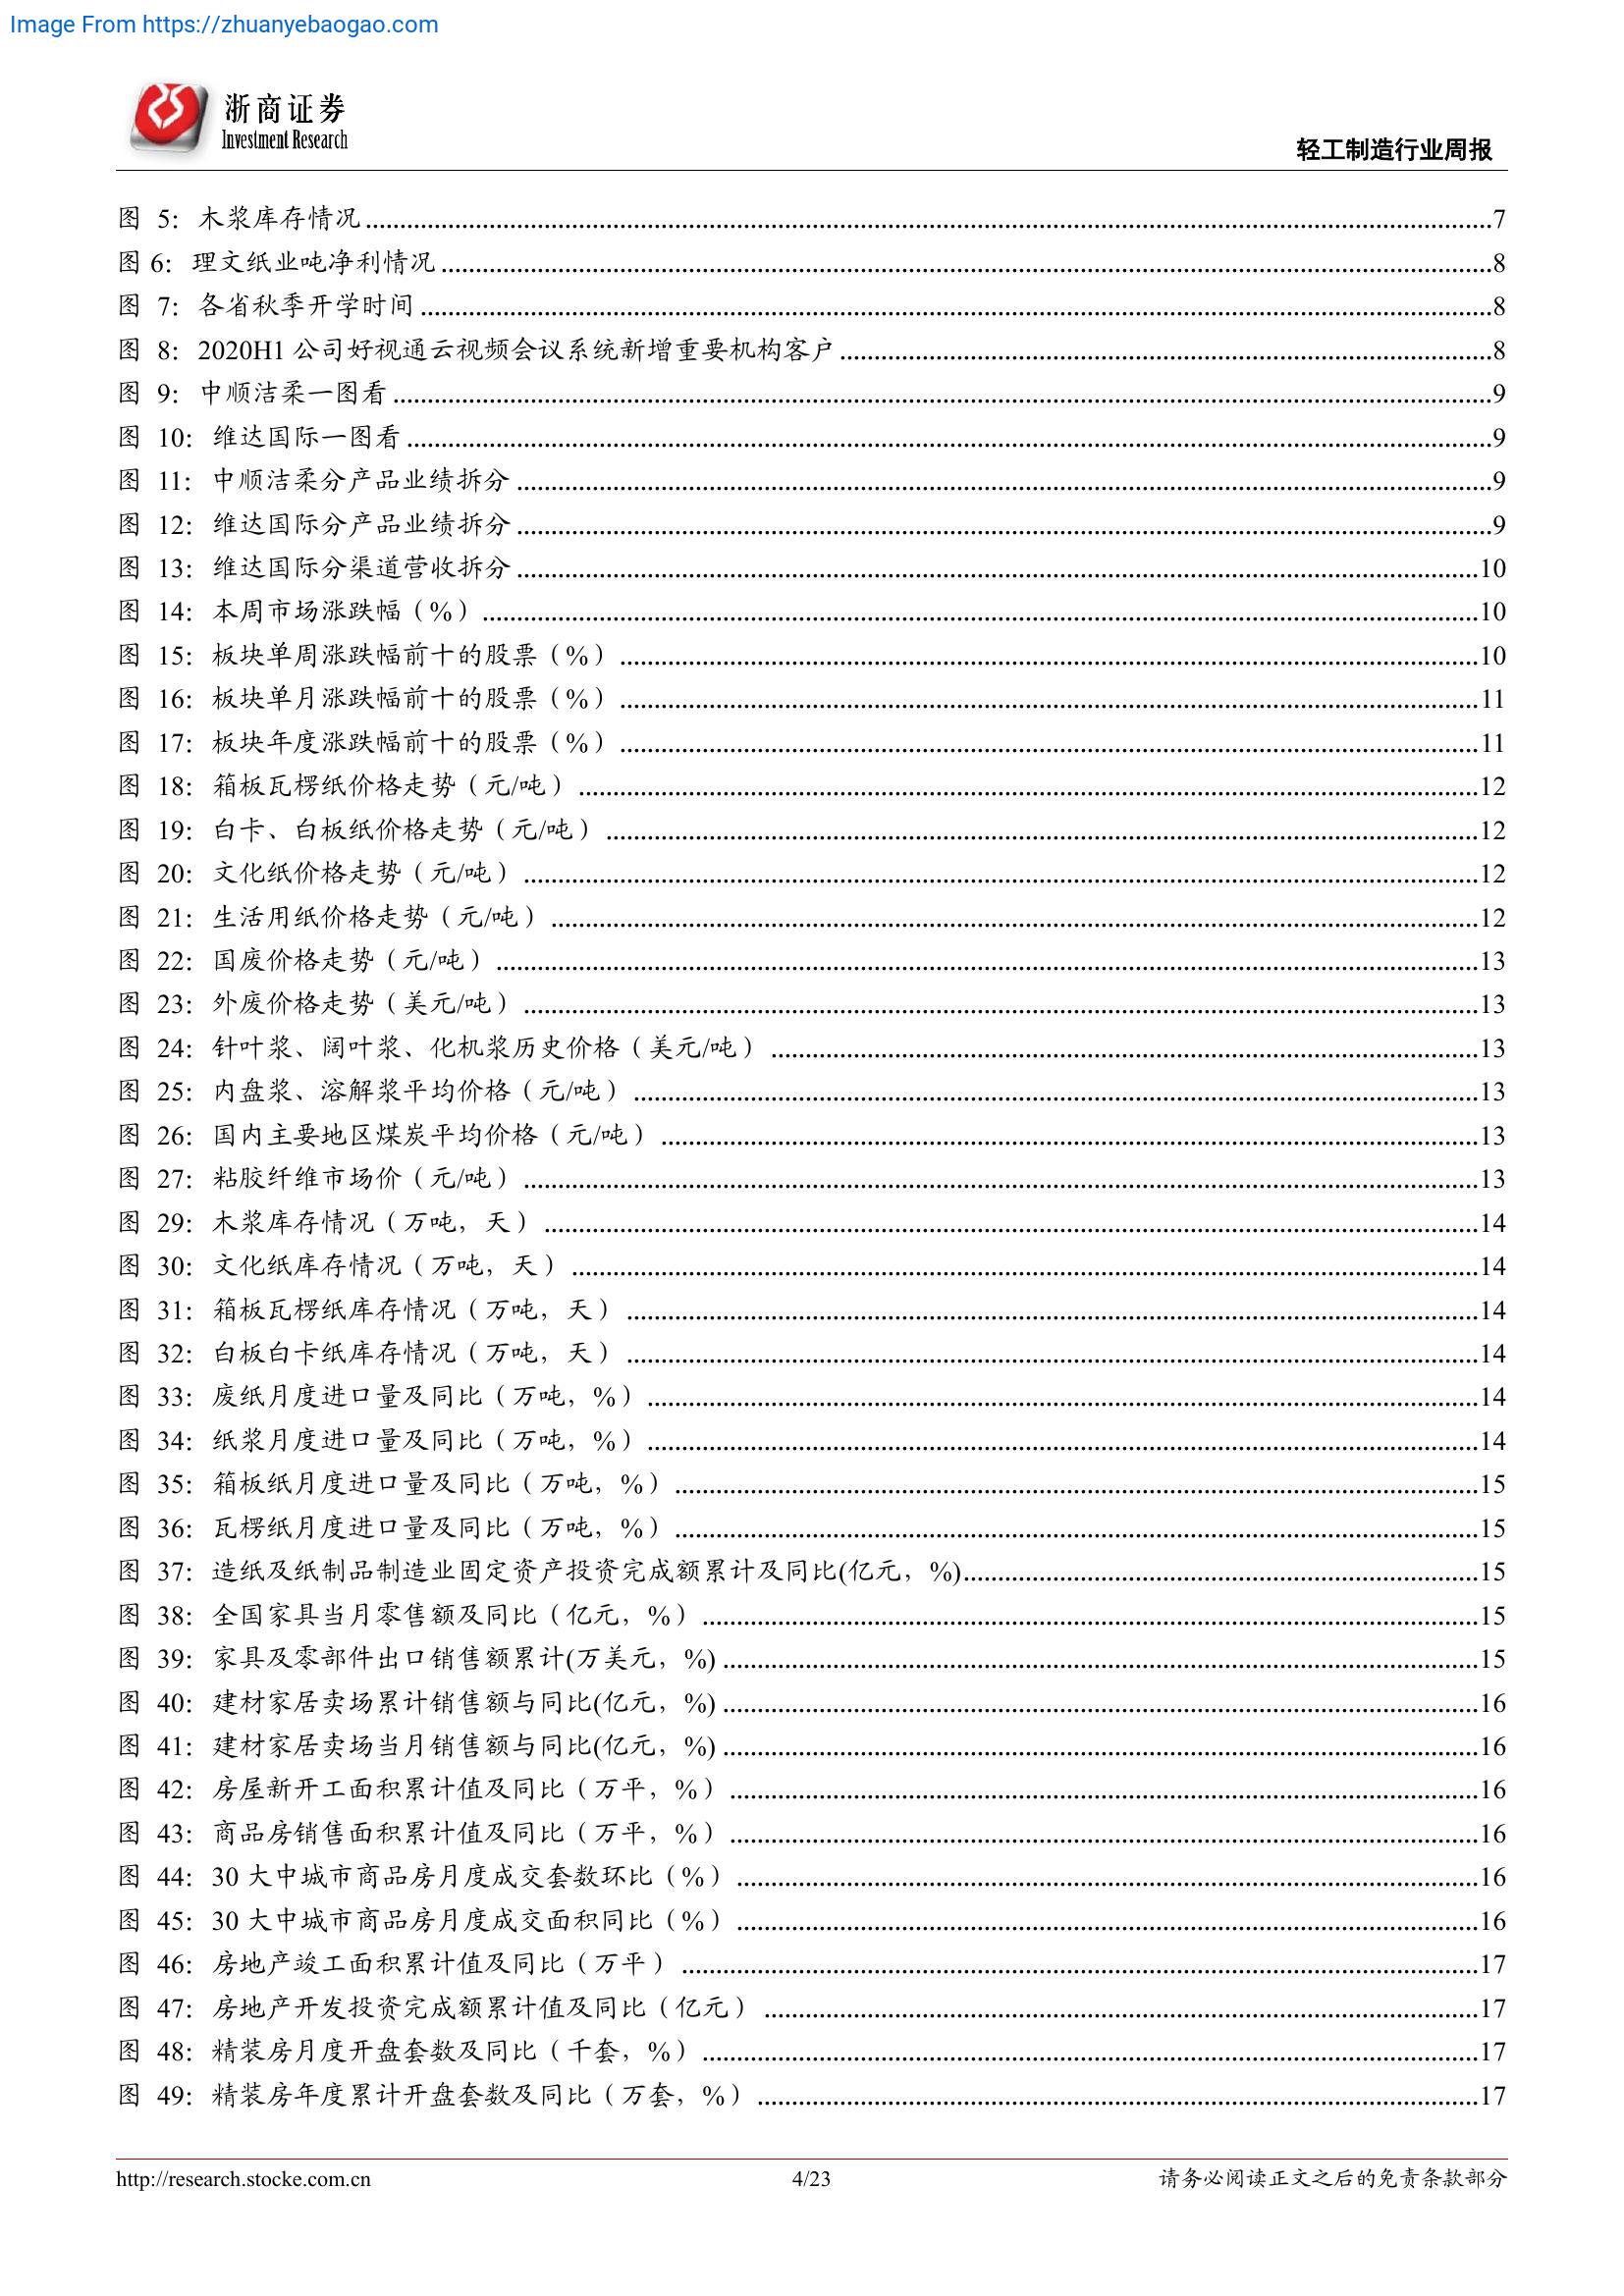 Image From https://zhuanyebaogao.com
浙商证券
Investment Research
轻工制造行业周报
图 5：木浆库存情况........7
图 6：理文纸业吨净利情况........8
图 7：各省秋季开学时间........8
图 8：2020H1 公司好视通云视频会议系统新增重要机构客户........8
图 9：中顺洁柔一图看........9
图 10：维达国际一图看........9
图 11：中顺洁柔分产品业绩拆分........9
图 12：维达国际分产品业绩拆分........9
图 13：维达国际分渠道营收拆分........10
图 14：本周市场涨跌幅（%）........10
图 15：板块单周涨跌幅前十的股票（%）........10
图 16：板块单月涨跌幅前十的股票（%）........11
图 17：板块年度涨跌幅前十的股票（%）........11
图 18：箱板瓦楞纸价格走势（元/吨）........12
图 19：白卡、白板纸价格走势（元/吨）........12
图 20：文化纸价格走势（元/吨）........12
图 21：生活用纸价格走势（元/吨）........12
图 22：国废价格走势（元/吨）........13
图 23：外废价格走势（美元/吨）........13
图 24：针叶浆、阔叶浆、化机浆历史价格（美元/吨）........13
图 25：内盘浆、溶解浆平均价格（元/吨）........13
图 26：国内主要地区煤炭平均价格（元/吨）........13
图 27：粘胶纤维市场价（元/吨）........13
图 29：木浆库存情况（万吨，天）........14
图 30：文化纸库存情况（万吨，天）........14
图 31：箱板瓦楞纸库存情况（万吨，天）........14
图 32：白板白卡纸库存情况（万吨，天）........14
图 33：废纸月度进口量及同比（万吨，%）........14
图 34：纸浆月度进口量及同比（万吨，%）........14
图 35：箱板纸月度进口量及同比（万吨，%）........15
图 36：瓦楞纸月度进口量及同比（万吨，%）........15
图 37：造纸及纸制品制造业固定资产投资完成额累计及同比(亿元，%)........15
图 38：全国家具当月零售额及同比（亿元，%）........15
图 39：家具及零部件出口销售额累计(万美元，%)........15
图 40：建材家居卖场累计销售额与同比(亿元，%)........16
图 41：建材家居卖场当月销售额与同比(亿元，%)........16
图 42：房屋新开工面积累计值及同比（万平，%）........16
图 43：商品房销售面积累计值及同比（万平，%）........16
图 44：30 大中城市商品房月度成交套数环比（%）........16
图 45：30 大中城市商品房月度成交面积同比（%）........16
图 46：房地产竣工面积累计值及同比（万平）........17
图 47：房地产开发投资完成额累计值及同比（亿元）........17
图 48：精装房月度开盘套数及同比（千套，%）........17
图 49：精装房年度累计开盘套数及同比（万套，%）........17
http://research.stocke.com.cn
4/23
请务必阅读正文之后的免责条款部分